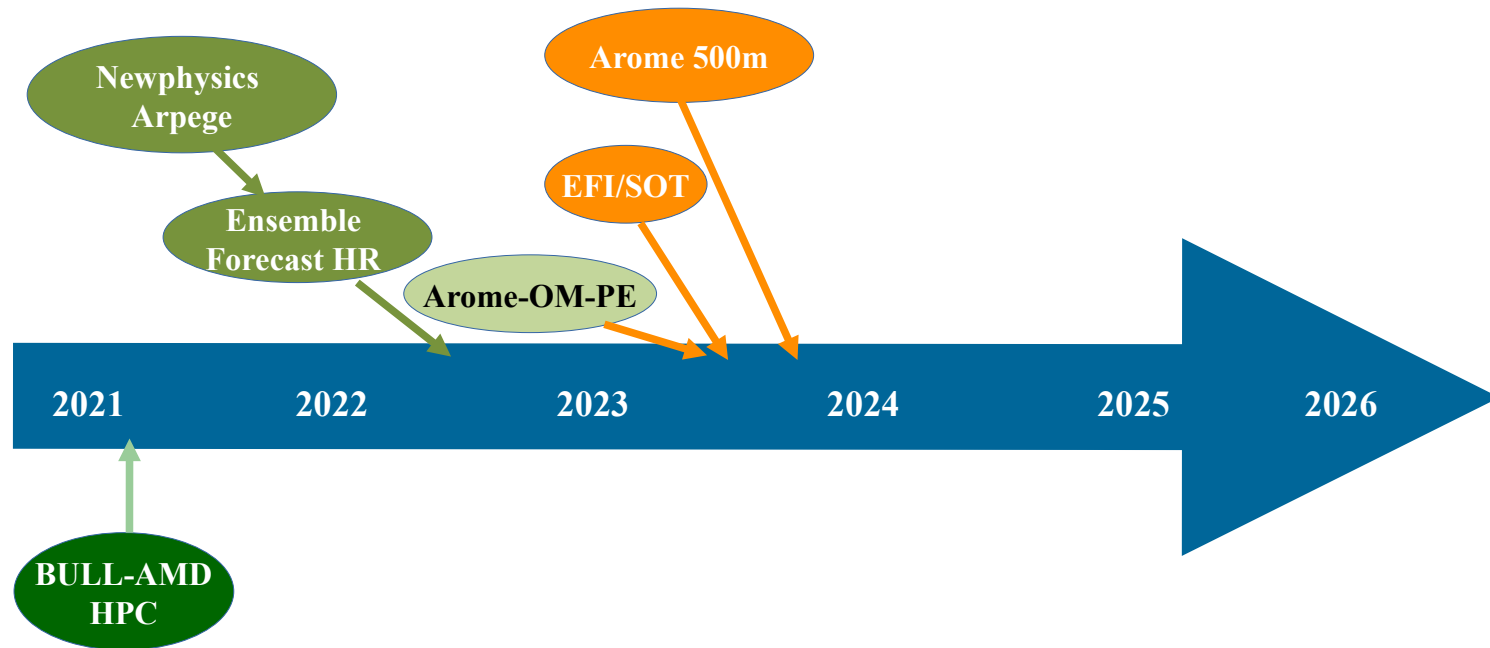 Arome 500m
Newphysics
Arpege
EFI/SOT
Ensemble
Forecast HR
Arome-OM-PE
2021 2022 2023 2024 2025 2026
BULL-AMD
HPC